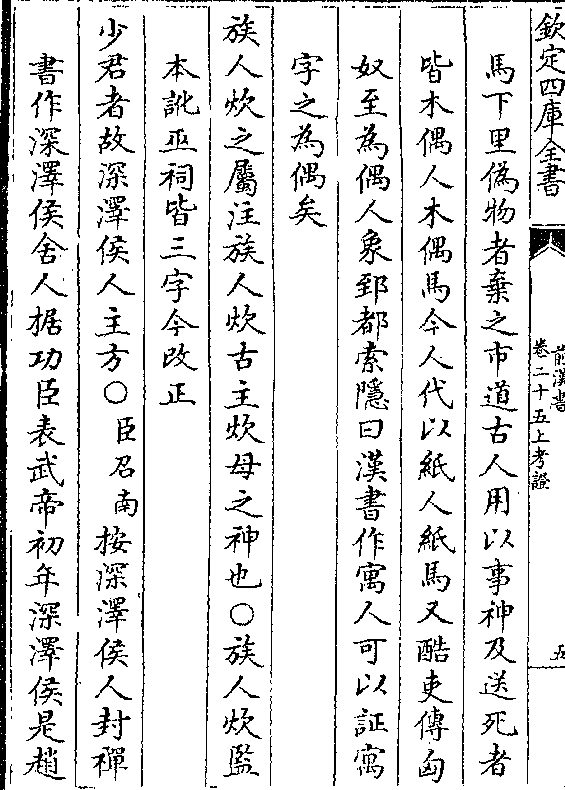 欽定四庫全書
前漢書
卷二十五上考證
五
馬下里偽物者棄之市道古人用以事神及送死者
皆木偶人木偶馬今人代以紙人紙馬又酷吏傳匈
奴至為偶人象郅都索隱曰漢書作寓人可以証寓
字之為偶矣
族人炊之屬注族人炊古主炊母之神也○族人炊監
本訛巫祠皆三字今改正
少君者故深澤侯人主方○臣召南按深澤侯人封禪
書作深澤侯舍人据功臣表武帝初年深澤侯是趙